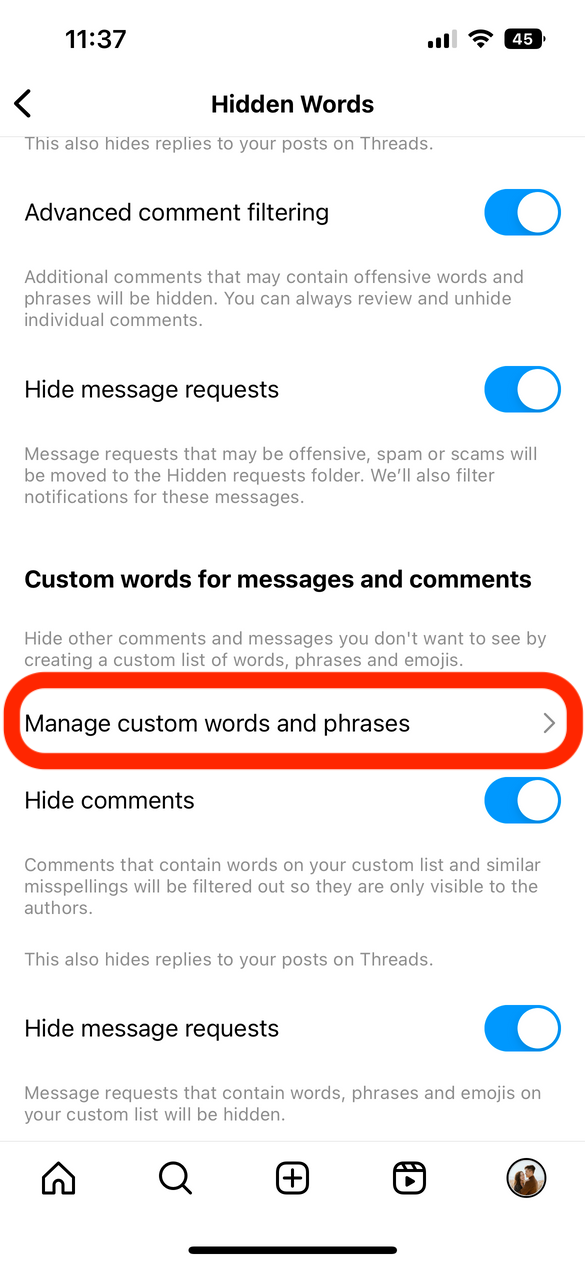 11:37
45
Hidden Words
This also hides replies to your posts on Threads.
Advanced comment filtering
Additional comments that may contain offensive words and
phrases will be hidden. You can always review and unhide
individual comments.
Hide message requests
Message requests that may be offensive, spam or scams will
be moved to the Hidden requests folder. We’ll also filter
notifications for these messages.
Custom words for messages and comments
Hide other comments and messages you don't want to see by
creating a custom list of words, phrases and emojis.
Manage custom words and phrases
Hide comments
Comments that contain words on your custom list and similar
misspellings will be filtered out so they are only visible to the
authors.
This also hides replies to your posts on Threads.
Hide message requests
Message requests that contain words, phrases and emojis on
your custom list will be hidden.